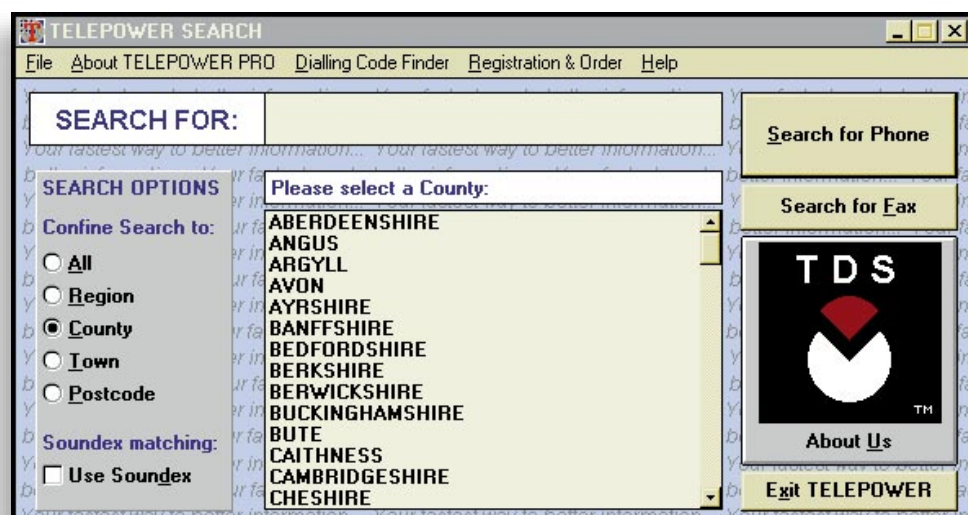 TELEPOWER SEARCH
File About TELEPOWER PRO Dialling Code Finder Registration & Order Help
SEARCH FOR:
Search for Phone
SEARCH OPTIONS
Confine Search to:
All
Region
County
Town
Postcode
Soundex matching:
Use Soundex
Please select a County:
ABERDEENSHIRE
ANGUS
ARGYLL
AVON
AYRSHIRE
BANFFSHIRE
BEDFORDSHIRE
BERKSHIRE
BERWICKSHIRE
BUCKINGHAMSHIRE
BUTE
CAITHNESS
CAMBRIDGESHIRE
CHESHIRE
Search for Fax
TDS
TM
About Us
Exit TELEPOWER
Your fastest way to better information... Your fastest way to better information...